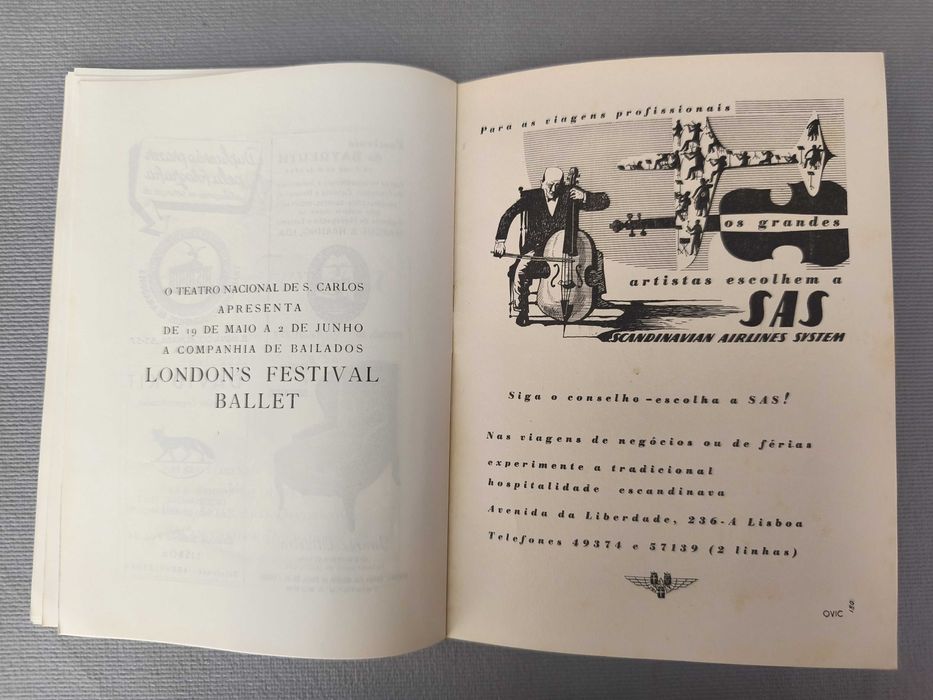 O TEATRO NACIONAL DE S. CARLOS
APRESENTA
DE 19 DE MAIO A 2 DE JUNHO
A COMPANHIA DE BAILADOS
LONDON'S FESTIVAL
BALLET
Para as viagens profissionais
os grandes
artistas escolhem a
SAS
SCANDINAVIAN AIRLINES SYSTEM
Siga o conselho - escolha a SAS!
Nas viagens de negócios ou de férias
experimente a tradicional
hospitalidade escandinava
Avenida da Liberdade, 236-A Lisboa
Telefones 49374 e 57139 (2 linhas)
OVIC